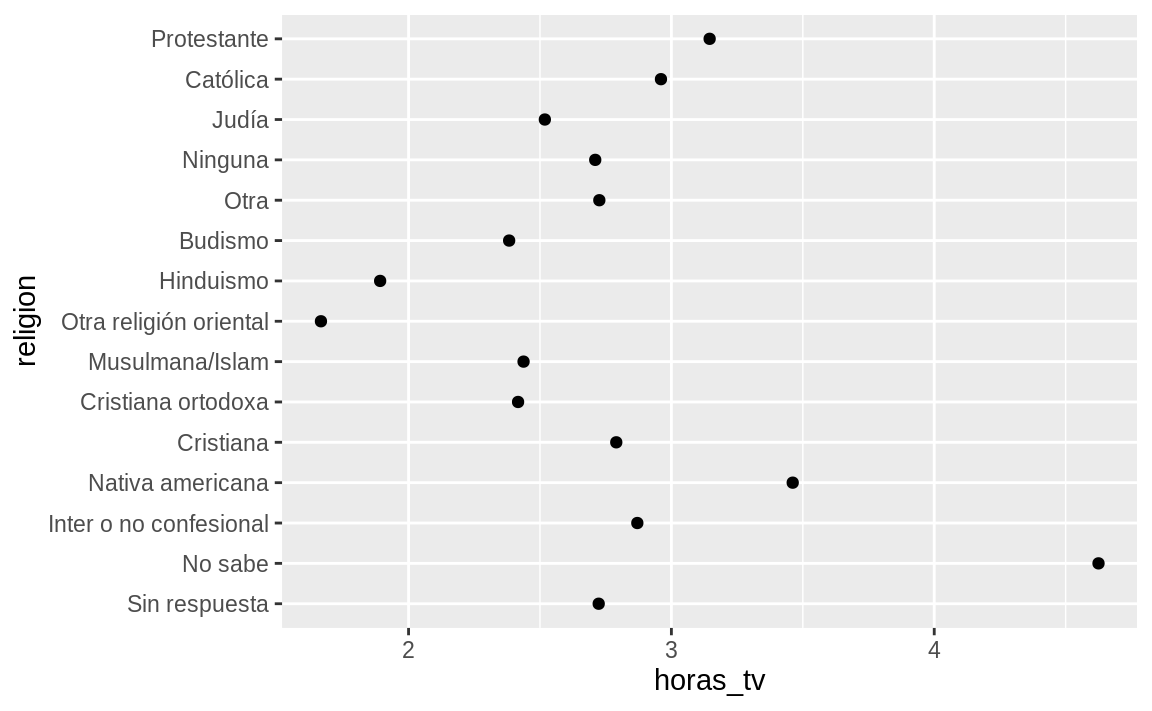 Protestante
Católica
Judía
Ninguna
Otra
Budismo
Hinduismo
Otra religión oriental
Musulmana/Islam
Cristiana ortodoxa
Cristiana
Nativa americana
Inter o no confesional
No sabe
Sin respuesta
religion
2 3 4
horas_tv